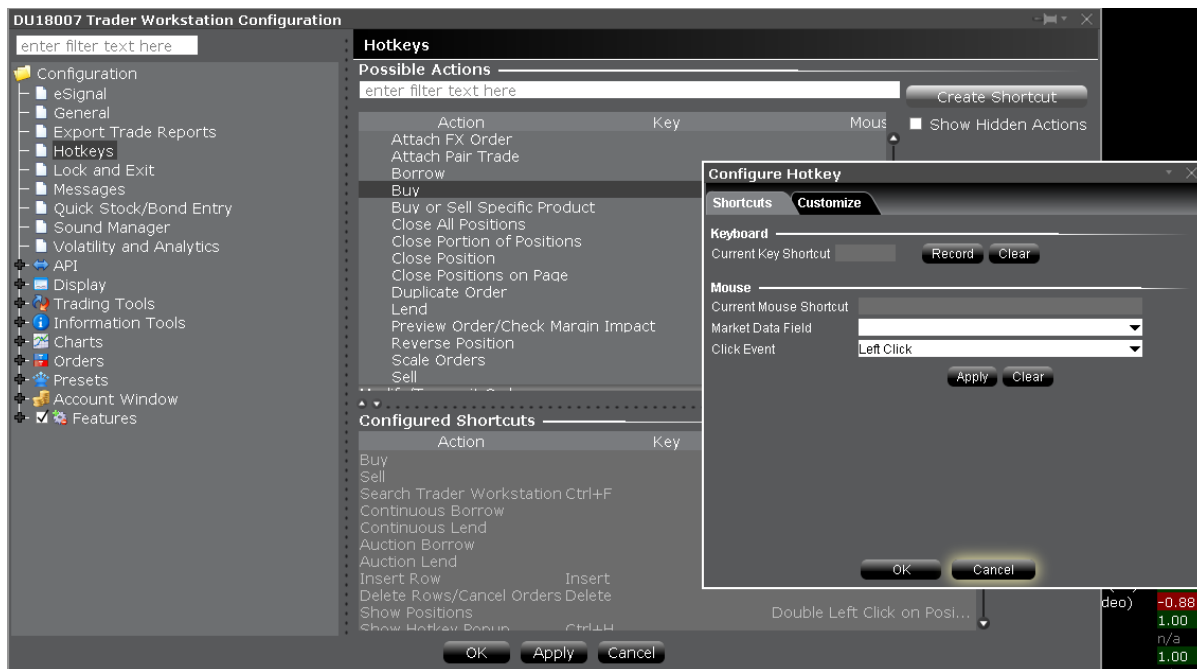 DU18007 Trader Workstation Configuration
enter filter text here
Configuration
eSignal
General
Export Trade Reports
Hotkeys
Lock and Exit
Messages
Quick Stock/Bond Entry
Sound Manager
Volatility and Analytics
API
Display
Trading Tools
Information Tools
Charts
Orders
Presets
Account Window
Features
Hotkeys
Possible Actions
enter filter text here
Create Shortcut
Show Hidden Actions
Action Key Mous
Attach FX Order
Attach Pair Trade
Borrow
Buy
Buy or Sell Specific Product
Close All Positions
Close Portion of Positions
Close Position
Close Positions on Page
Duplicate Order
Lend
Preview Order/Check Margin Impact
Reverse Position
Scale Orders
Sell
Configured Shortcuts
Action Key
Buy
Sell
Search Trader Workstation Ctrl+F
Continuous Borrow
Continuous Lend
Auction Borrow
Auction Lend
Insert Row Insert
Delete Rows/Cancel Orders Delete
Show Positions Double Left Click on Posi...
Show Hotkey Popup Ctrl+H
OK Apply Cancel
Configure Hotkey
Shortcuts Customize
Keyboard
Current Key Shortcut Record Clear
Mouse
Current Mouse Shortcut
Market Data Field
Click Event Left Click
Apply Clear
OK Cancel
deo) -0.88
1.00
n/a
1.00